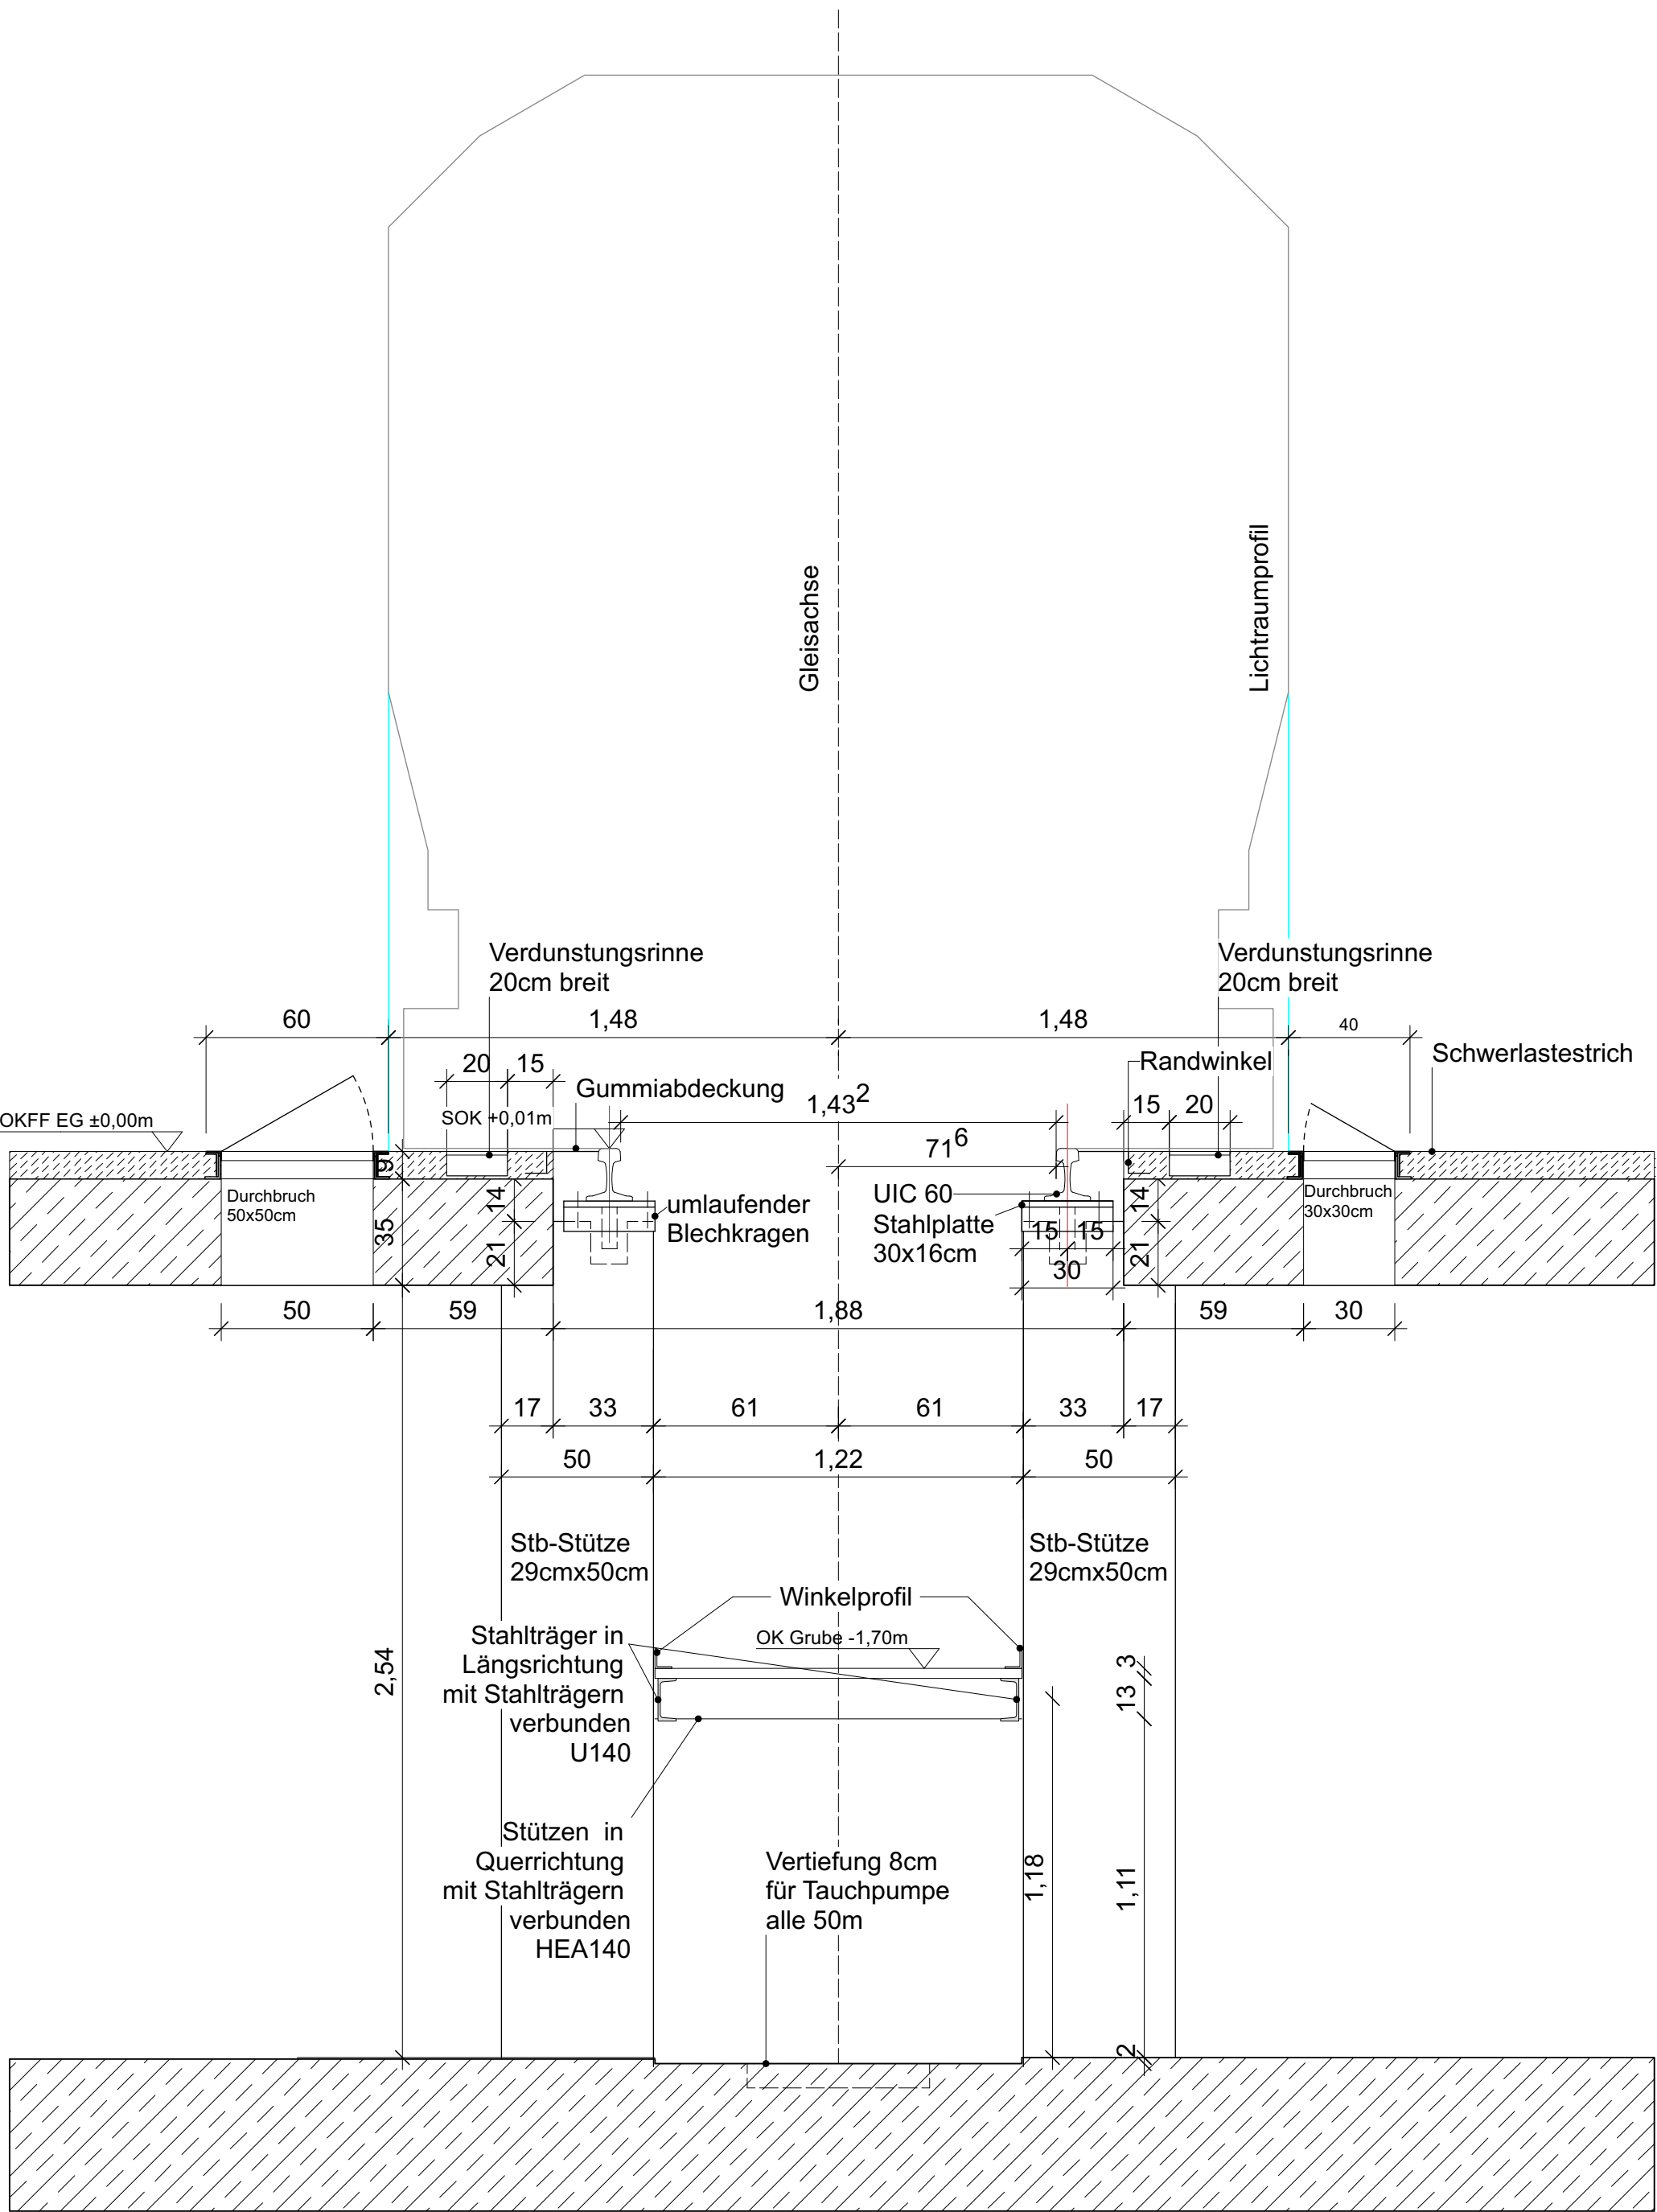 Gleisachse
Lichtraumprofil
Verdunstungsrinne
20cm breit
Verdunstungsrinne
20cm breit
60
1,48
1,48
40
Schwerlastestrich
Randwinkel
20
15
Gummiabdeckung
1,43²
15
20
OKFF EG ±0,00m
SOK +0,01m
71⁶
9
Durchbruch
50x50cm
35
14
21
umlaufender
Blechkragen
UIC 60
Stahlplatte
30x16cm
15
15
30
14
21
Durchbruch
30x30cm
50
59
1,88
59
30
17
33
61
61
33
17
50
1,22
50
Stb-Stütze
29cmx50cm
Stb-Stütze
29cmx50cm
Winkelprofil
OK Grube -1,70m
Stahlträger in
Längsrichtung
mit Stahlträgern
verbunden
U140
2,54
3
13
Stützen in
Querrichtung
mit Stahlträgern
verbunden
HEA140
Vertiefung 8cm
für Tauchpumpe
alle 50m
1,18
1,11
2